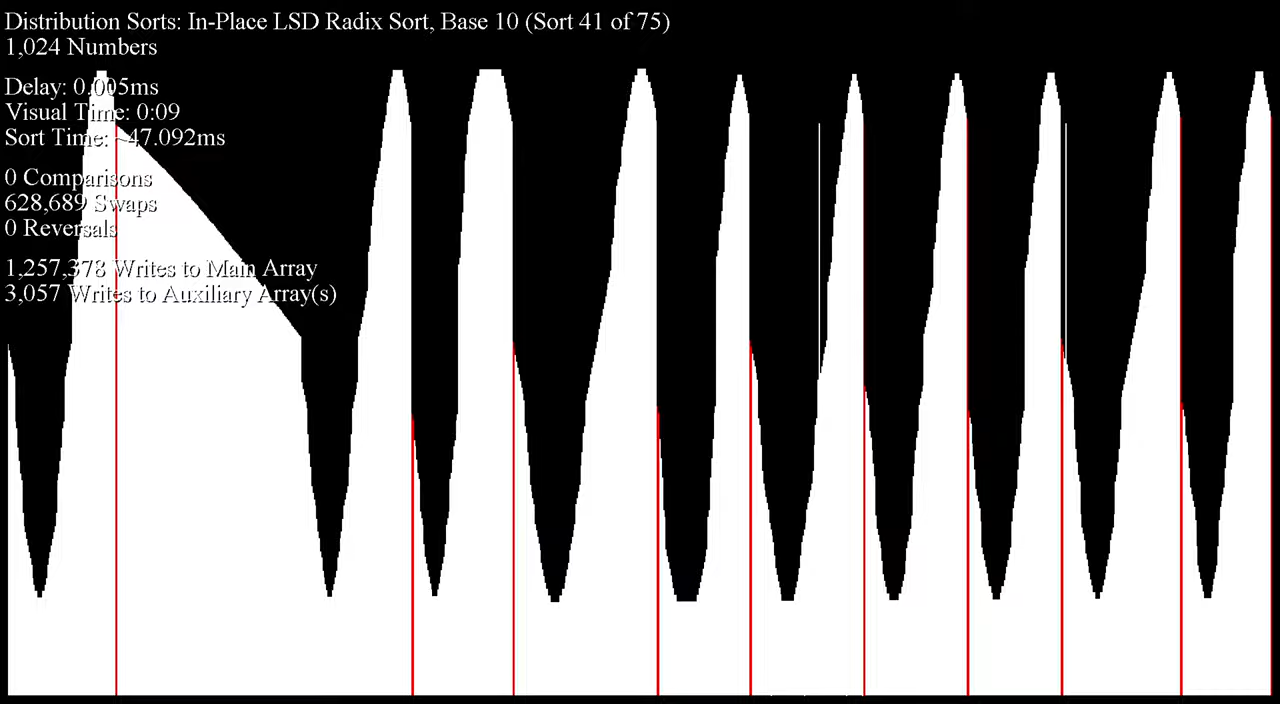 Distribution Sorts: In-Place LSD Radix Sort, Base 10 (Sort 41 of 75)
1,024 Numbers
Delay: 0.005ms
Visual Time: 0:09
Sort Time: ~47.092ms
0 Comparisons
628,689 Swaps
0 Reversals
1,257,378 Writes to Main Array
3,057 Writes to Auxiliary Array(s)